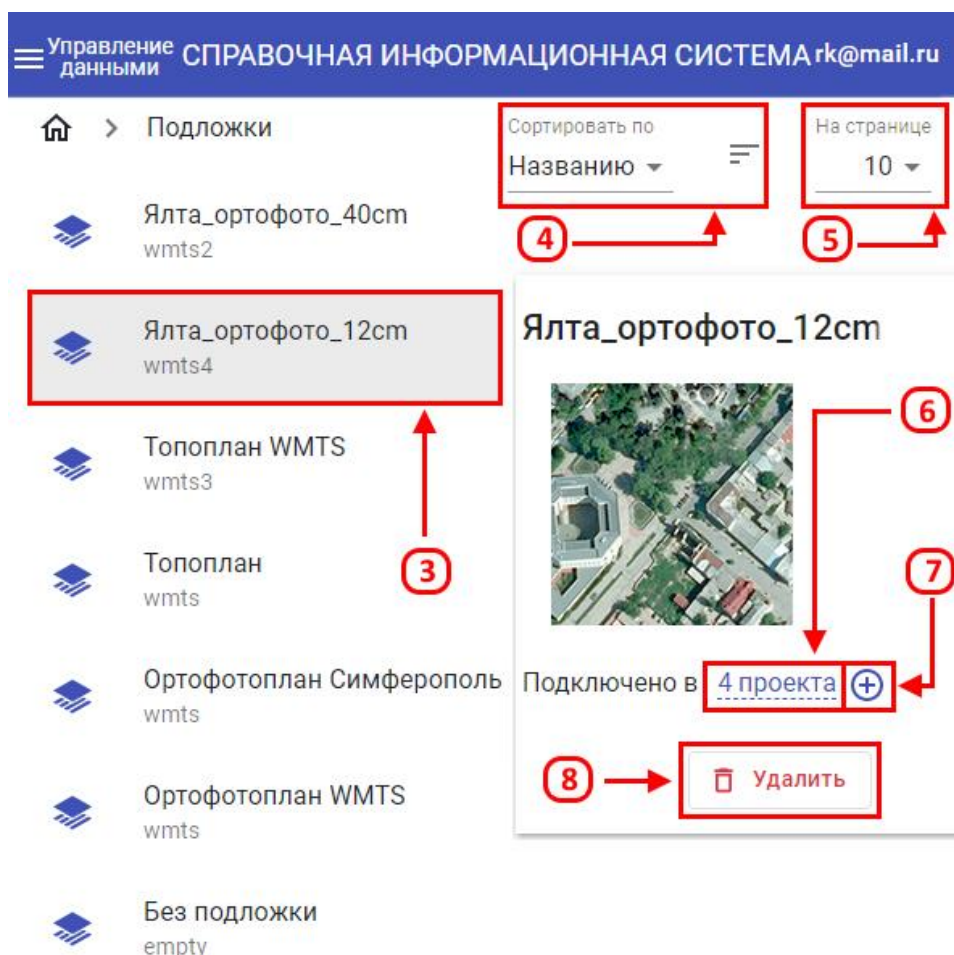 Управление
данными
СПРАВОЧНАЯ ИНФОРМАЦИОННАЯ СИСТЕМА
rk@mail.ru
Подложки
Сортировать по
Названию
На странице
10
4
5
Ялта_ортофото_40cm
wmts2
Ялта_ортофото_12cm
wmts4
3
Топоплан WMTS
wmts3
Топоплан
wmts
Ортофотоплан Симферополь
wmts
Ортофотоплан WMTS
wmts
Без подложки
empty
Ялта_ортофото_12cm
6
7
Подключено в 4 проекта
8
Удалить